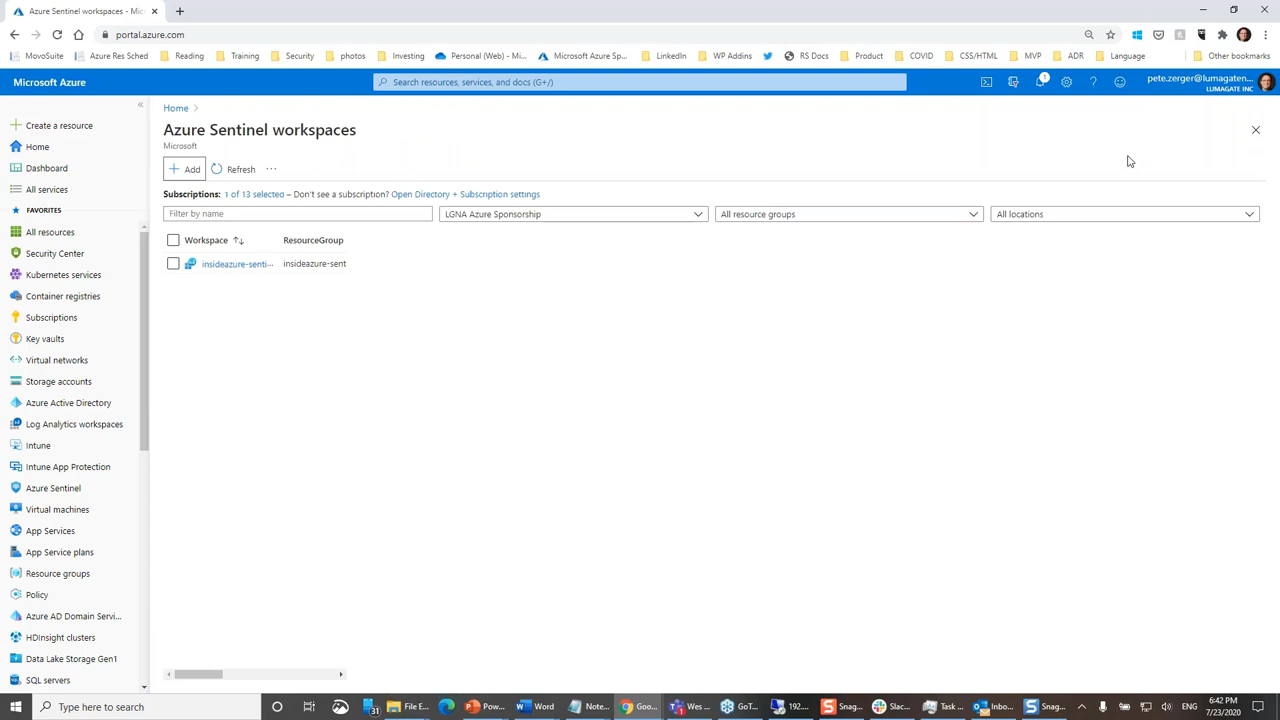 Azure Sentinel workspaces - Mic
portal.azure.com
MovoSuite Azure Res Sched Reading Training Security photos Investing Personal (Web) - Mi... Microsoft Azure Sp... LinkedIn WP Addins RS Docs Product COVID CSS/HTML MVP ADR Language Other bookmarks
Microsoft Azure
Search resources, services, and docs (G+/)
1
pete.zerger@lumagaten...
LUMAGATE INC
Create a resource
Home
Dashboard
All services
FAVORITES
All resources
Security Center
Kubernetes services
Container registries
Subscriptions
Key vaults
Virtual networks
Storage accounts
Azure Active Directory
Log Analytics workspaces
Intune
Intune App Protection
Azure Sentinel
Virtual machines
App Services
App Service plans
Resource groups
Policy
Azure AD Domain Servi...
HDInsight clusters
Data Lake Storage Gen1
SQL servers
Home
Azure Sentinel workspaces
Microsoft
Add Refresh ...
Subscriptions: 1 of 13 selected – Don't see a subscription? Open Directory + Subscription settings
Filter by name LGNA Azure Sponsorship All resource groups All locations
Workspace ResourceGroup
insideazure-senti... insideazure-sent
Type here to search
31 File E... Pow... Word Note... Goo... 1 Wes ... GoT... 192.... Snag... Slac... Task ... Inbo... Snag...
6:42 PM
7/23/2020